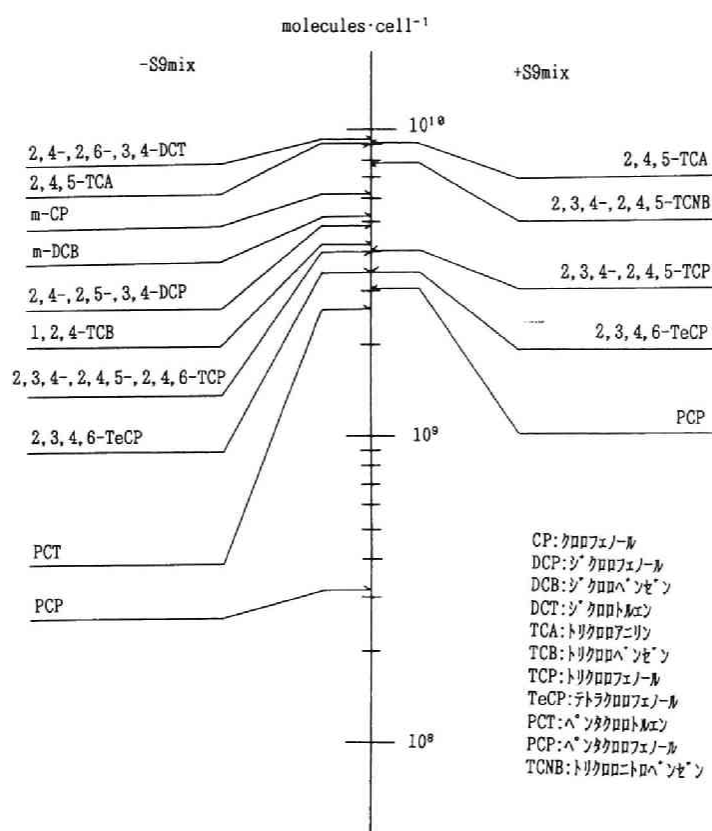 molecules·cell⁻¹
-S9mix
+S9mix
10¹⁰
2,4-,2,6-,3,4-DCT
2,4,5-TCA
m-CP
m-DCB
2,4-,2,5-,3,4-DCP
1,2,4-TCB
2,3,4-,2,4,5-,2,4,6-TCP
2,3,4,6-TeCP
PCT
PCP
2,4,5-TCA
2,3,4-,2,4,5-TCNB
2,3,4-,2,4,5-TCP
2,3,4,6-TeCP
PCP
10⁹
10⁸
CP:クロロフェノール
DCP:ジクロロフェノール
DCB:ジクロロベンゼン
DCT:ジクロロトルエン
TCA:トリクロロアニリン
TCB:トリクロロベンゼン
TCP:トリクロロフェノール
TeCP:テトラクロロフェノール
PCT:ペンタクロロトルエン
PCP:ペンタクロロフェノール
TCNB:トリクロロニトロベンゼン